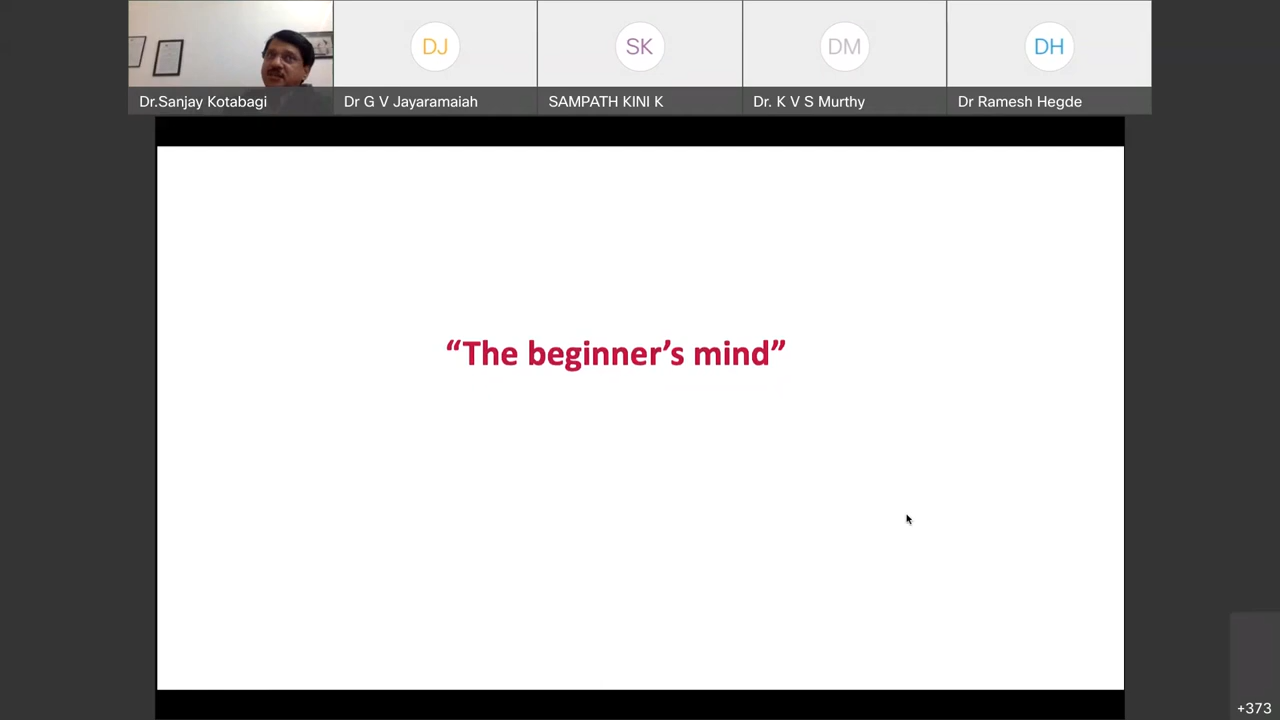 DJ
SK
DM
DH
Dr.Sanjay Kotabagi
Dr G V Jayaramaiah
SAMPATH KINI K
Dr. K V S Murthy
Dr Ramesh Hegde
“The beginner’s mind”
+373